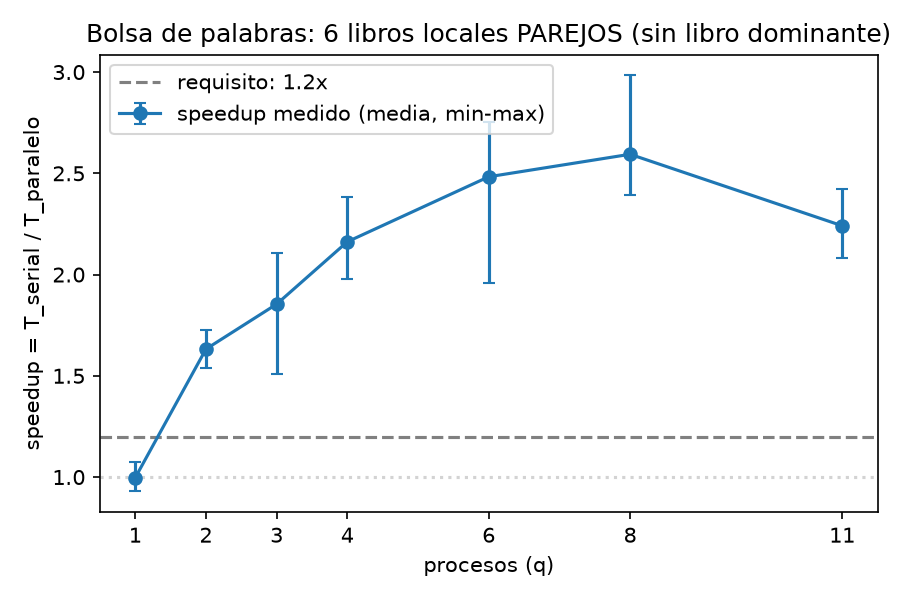 Bolsa de palabras: 6 libros locales PAREJOS (sin libro dominante)
requisito: 1.2x
speedup medido (media, min-max)
speedup = T_serial / T_paralelo
3.0
2.5
2.0
1.5
1.0
1 2 3 4 6 8 11
procesos (q)